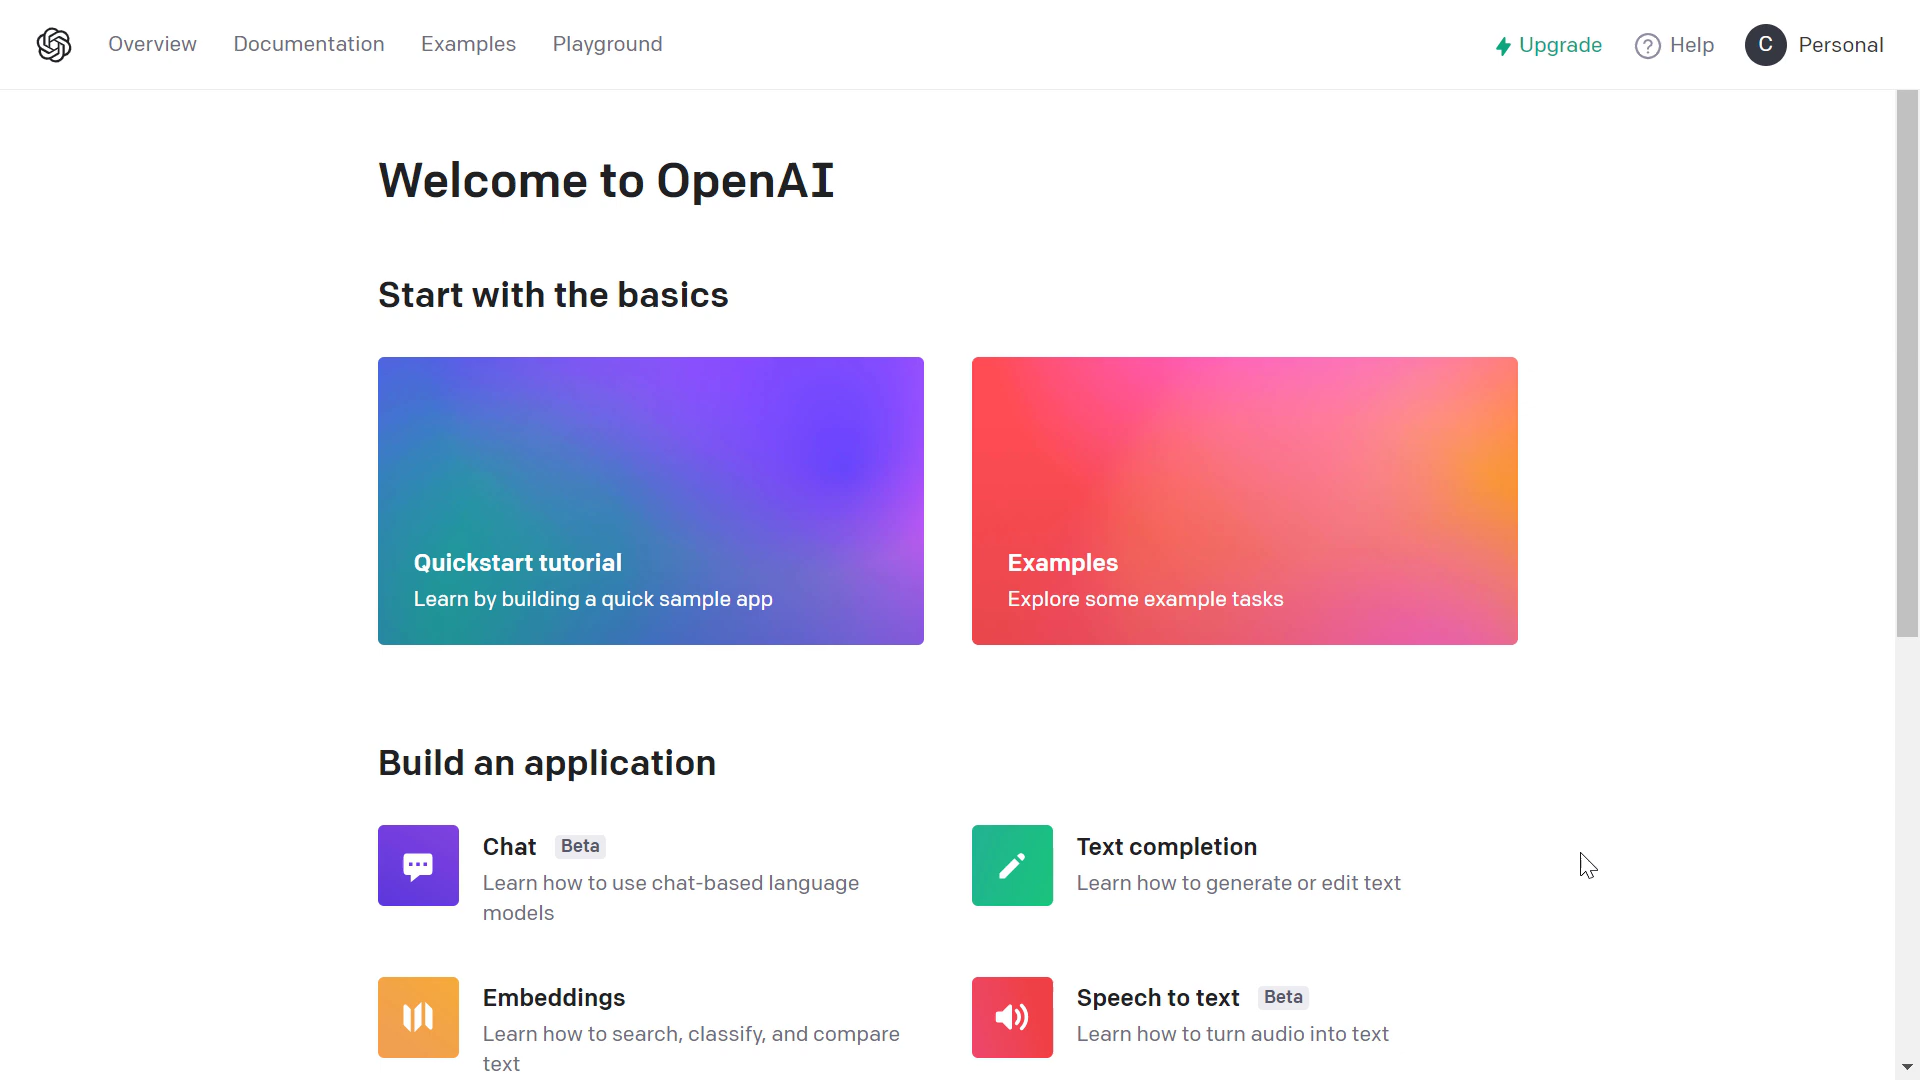 Overview Documentation Examples Playground Upgrade ? Help C Personal
Welcome to OpenAI
Start with the basics
Quickstart tutorial
Learn by building a quick sample app
Examples
Explore some example tasks
Build an application
Chat Beta
Learn how to use chat-based language
models
Text completion
Learn how to generate or edit text
Embeddings
Learn how to search, classify, and compare
text
Speech to text Beta
Learn how to turn audio into text